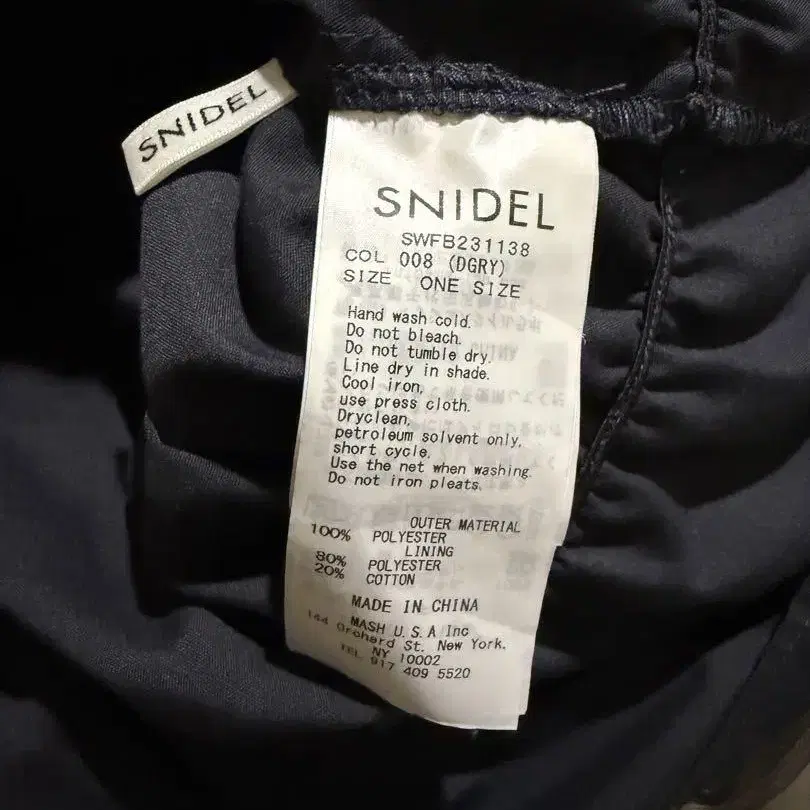 SNIDEL
SNIDEL
SWFB231138
COL 008 (DGRY)
SIZE ONE SIZE
Hand wash cold.
Do not bleach.
Do not tumble dry.
Line dry in shade.
Cool iron,
use press cloth.
Dryclean,
petroleum solvent only,
short cycle.
Use the net when washing.
Do not iron pleats.
OUTER MATERIAL
100% POLYESTER
LINING
80% POLYESTER
20% COTTON
MADE IN CHINA
MASH U.S.A Inc
144 Orchard St. New York,
NY 10002
TEL 917 409 5520